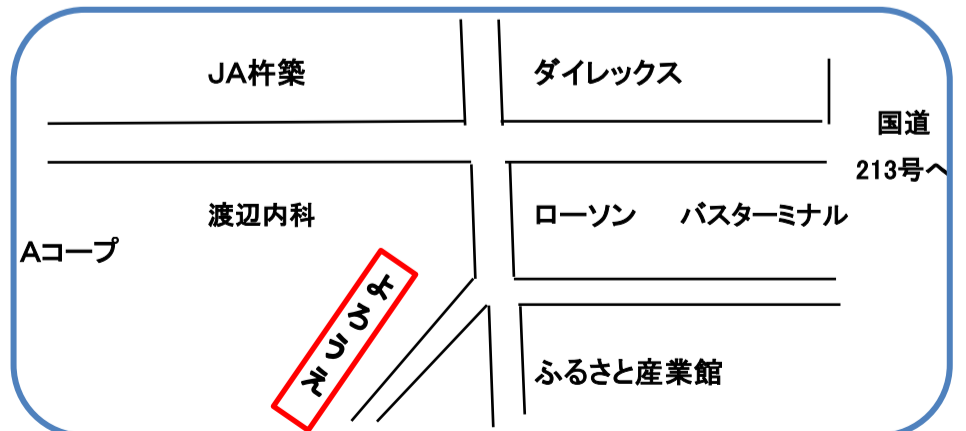 JA杵築
ダイレックス
国道
213号へ
渡辺内科
ローソン
バスターミナル
Aコープ
よろうえ
ふるさと産業館